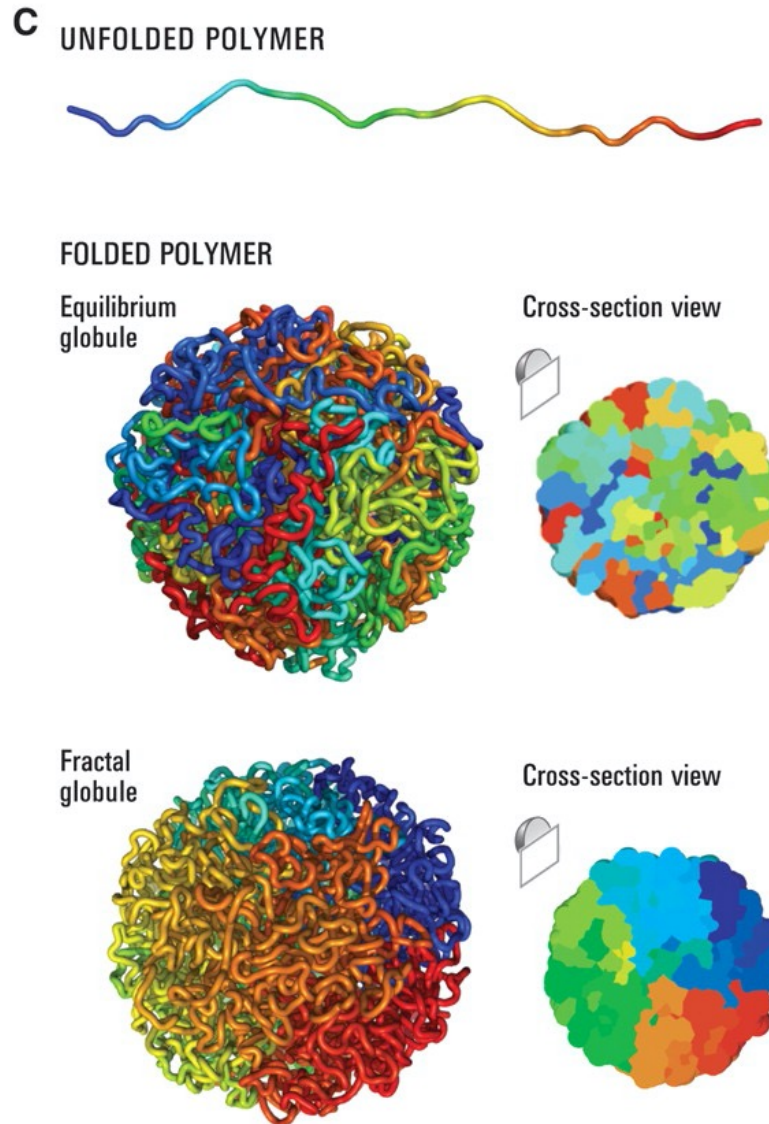 C
UNFOLDED POLYMER
FOLDED POLYMER
Equilibrium
globule
Cross-section view
Fractal
globule
Cross-section view